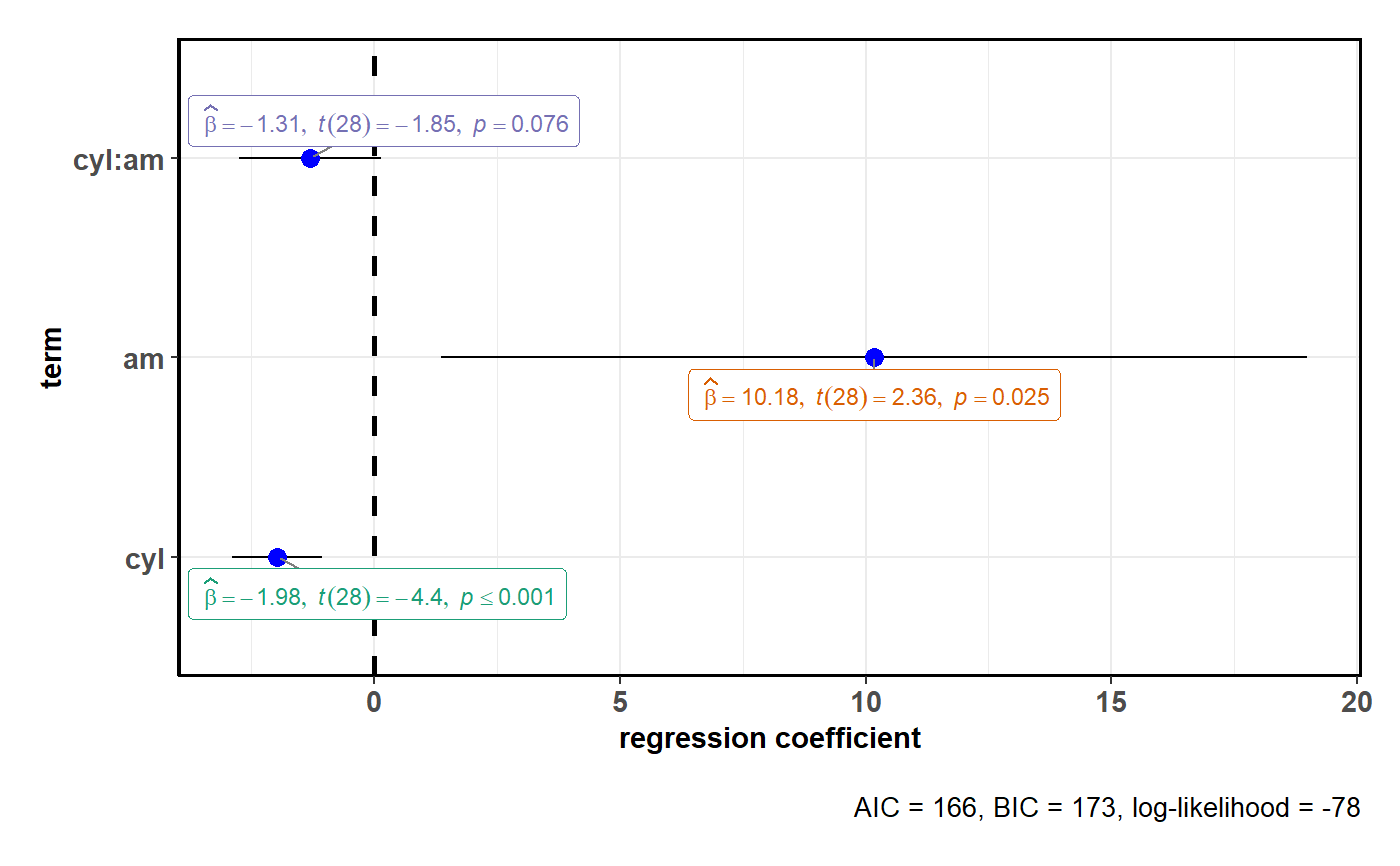 β̂ = −1.31, t(28) = −1.85, p = 0.076
cyl:am
term
am
β̂ = 10.18, t(28) = 2.36, p = 0.025
cyl
β̂ = −1.98, t(28) = −4.4, p ≤ 0.001
0 5 10 15 20
regression coefficient
AIC = 166, BIC = 173, log-likelihood = -78